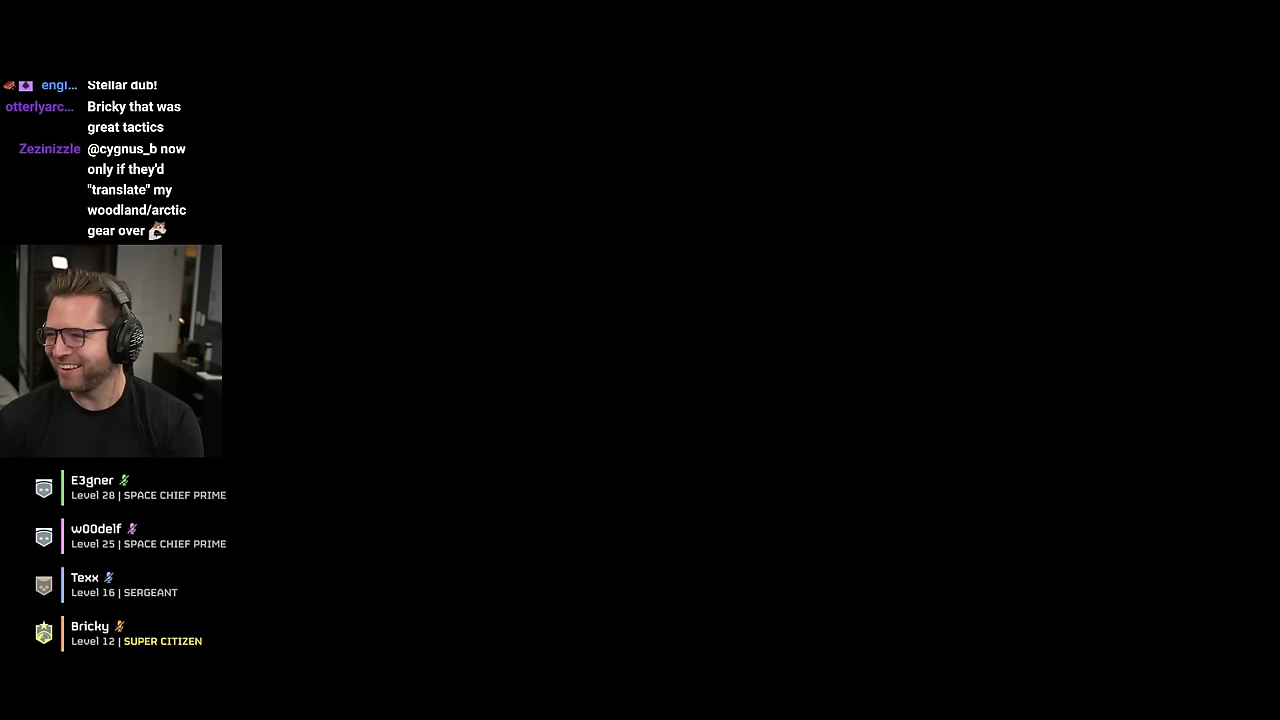 engl... Stellar dub!
otterlyarc... Bricky that was
great tactics
Zezinizzle @cygnus_b now
only if they'd
"translate" my
woodland/arctic
gear over
E3gner
Level 28 | SPACE CHIEF PRIME
w00delf
Level 25 | SPACE CHIEF PRIME
Texx
Level 16 | SERGEANT
Bricky
Level 12 | SUPER CITIZEN